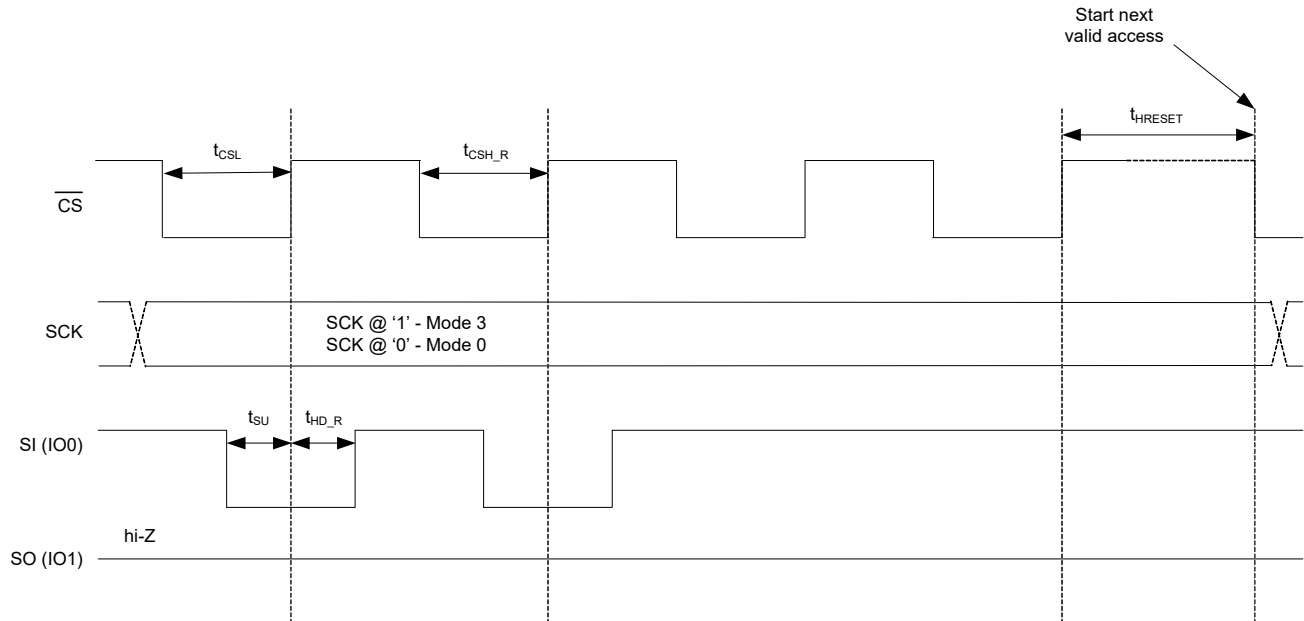 Start next
valid access
tHRESET
tCSL
tCSH_R
CS
SCK
SCK @ ‘1’ - Mode 3
SCK @ ‘0’ - Mode 0
tSU
tHD_R
SI (IO0)
hi-Z
SO (IO1)